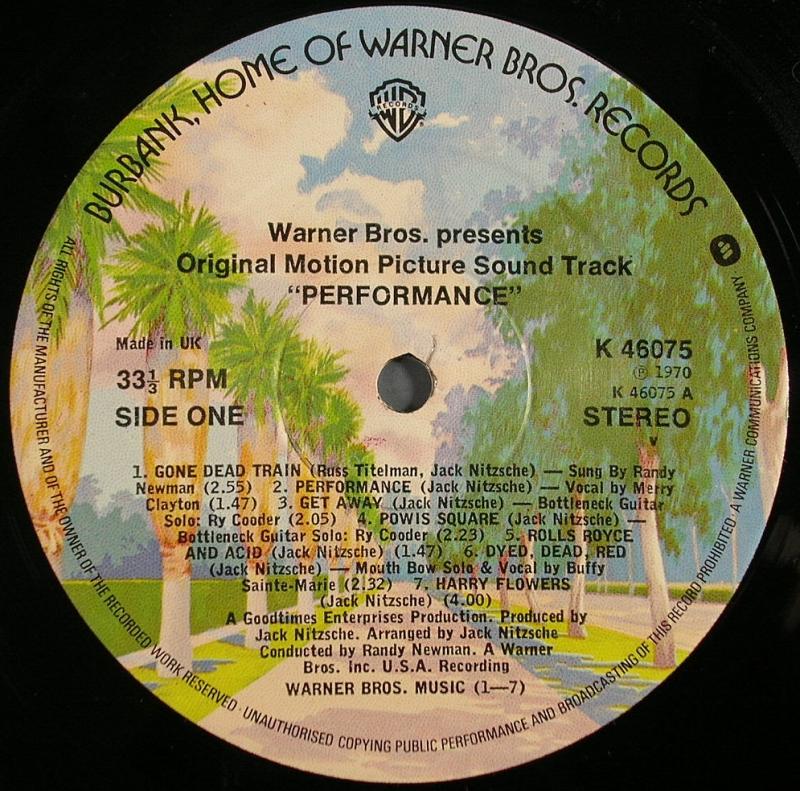 BURBANK, HOME OF WARNER BROS. RECORDS
RECORDS
Warner Bros. presents
Original Motion Picture Sound Track
“PERFORMANCE”
Made in UK
33⅓ RPM
SIDE ONE
K 46075
℗ 1970
K 46075 A
STEREO
1. GONE DEAD TRAIN (Russ Titelman, Jack Nitzsche) — Sung By Randy
Newman (2.55) 2. PERFORMANCE (Jack Nitzsche) — Vocal by Merry
Clayton (1.47) 3. GET AWAY (Jack Nitzsche) — Bottleneck Guitar
Solo: Ry Cooder (2.05) 4. POWIS SQUARE (Jack Nitzsche) —
Bottleneck Guitar Solo: Ry Cooder (2.23) 5. ROLLS ROYCE
AND ACID (Jack Nitzsche) (1.47) 6. DYED, DEAD, RED
(Jack Nitzsche) — Mouth Bow Solo & Vocal by Buffy
Sainte-Marie (2.32) 7. HARRY FLOWERS
(Jack Nitzsche) (4.00)
A Goodtimes Enterprises Production. Produced by
Jack Nitzsche. Arranged by Jack Nitzsche
Conducted by Randy Newman. A Warner
Bros. Inc. U.S.A. Recording
WARNER BROS. MUSIC (1—7)
ALL RIGHTS OF THE MANUFACTURER AND OF THE OWNER OF THE RECORDED WORK RESERVED · UNAUTHORISED COPYING PUBLIC PERFORMANCE AND BROADCASTING OF THIS RECORD PROHIBITED · A WARNER COMMUNICATIONS COMPANY